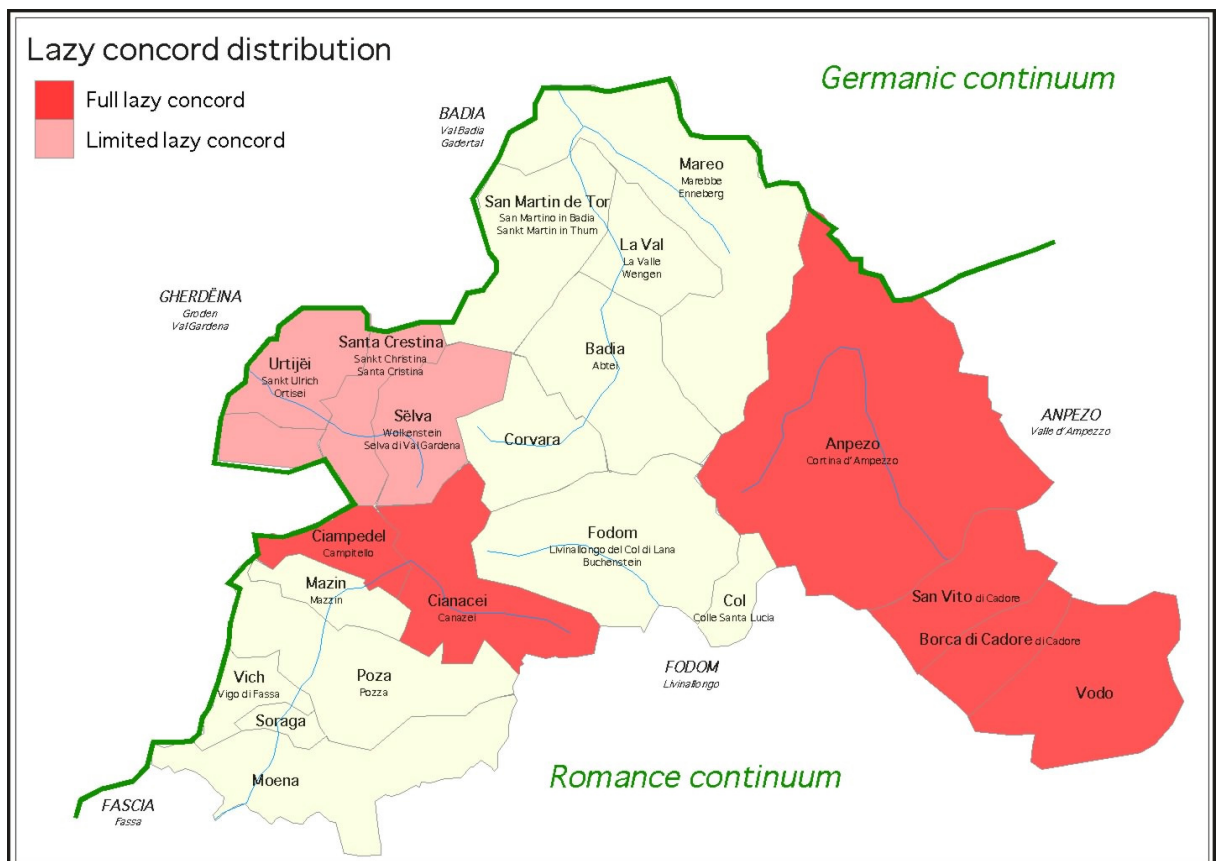 Lazy concord distribution
Full lazy concord
Limited lazy concord
Germanic continuum
BADIA
Val Badia
Gadertal
Mareo
Marebbe
Enneberg
San Martin de Tor
San Martino in Badia
Sankt Martin in Thurn
La Val
La Valle
Wengen
GHERDËINA
Groden
Val Gardena
Santa Crestina
Sankt Christina
Santa Cristina
Urtijëi
Sankt Ulrich
Ortisei
Badia
Abtei
Sëlva
Wolkenstein
Selva di Val Gardena
Corvara
ANPEZO
Valle d'Ampezzo
Anpezo
Cortina d'Ampezzo
Ciampedel
Campitello
Fodom
Livinallongo del Col di Lana
Buchenstein
Mazin
Mazzin
Cianacei
Canazei
Col
Colle Santa Lucia
San Vito di Cadore
Borca di Cadore di Cadore
Vodo
FODOM
Livinallongo
Vich
Vigo di Fassa
Poza
Pozza
Soraga
Moena
Romance continuum
FASCIA
Fassa